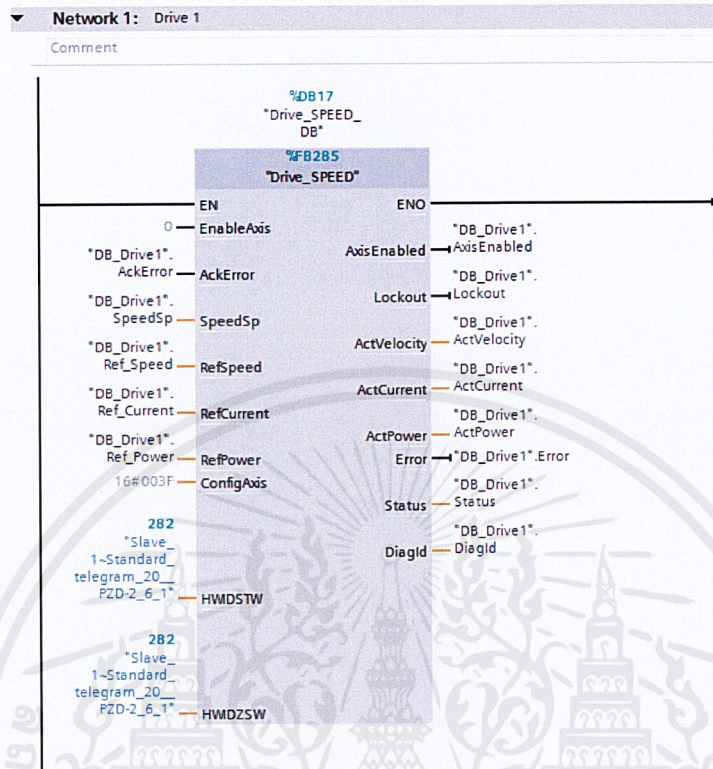 Network 1: Drive 1
Comment
%DB17
"Drive_SPEED_
DB"
%FB285
"Drive_SPEED"
EN
ENO
0
EnableAxis
"DB_Drive1".
AxisEnabled
AxisEnabled
"DB_Drive1".
AckError
AckError
"DB_Drive1".
Lockout
Lockout
"DB_Drive1".
SpeedSp
SpeedSp
"DB_Drive1".
ActVelocity
ActVelocity
"DB_Drive1".
Ref_Speed
RefSpeed
"DB_Drive1".
ActCurrent
ActCurrent
"DB_Drive1".
Ref_Current
RefCurrent
"DB_Drive1".
ActPower
ActPower
"DB_Drive1".
Ref_Power
RefPower
Error
"DB_Drive1".Error
16#003F
ConfigAxis
"DB_Drive1".
Status
Status
"DB_Drive1".
DiagId
DiagId
282
"Slave_
1~Standard_
telegram_20__
PZD-2_6_1"
HWIDSTW
282
"Slave_
1~Standard_
telegram_20__
PZD-2_6_1"
HWIDZSW